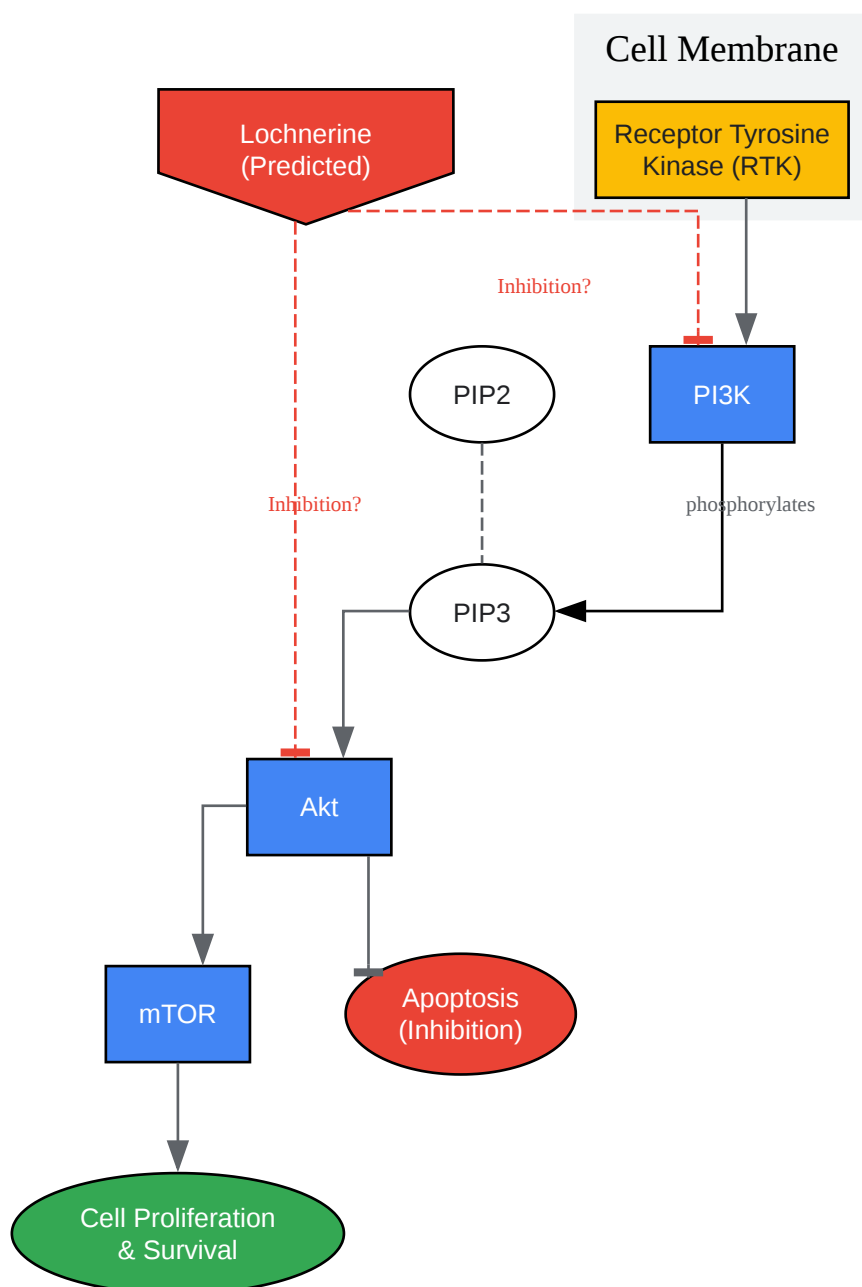 Cell Membrane
Lochnerine
(Predicted)
Receptor Tyrosine
Kinase (RTK)
Inhibition?
PIP2
PI3K
Inhibition?
phosphorylates
PIP3
Akt
mTOR
Apoptosis
(Inhibition)
Cell Proliferation
& Survival